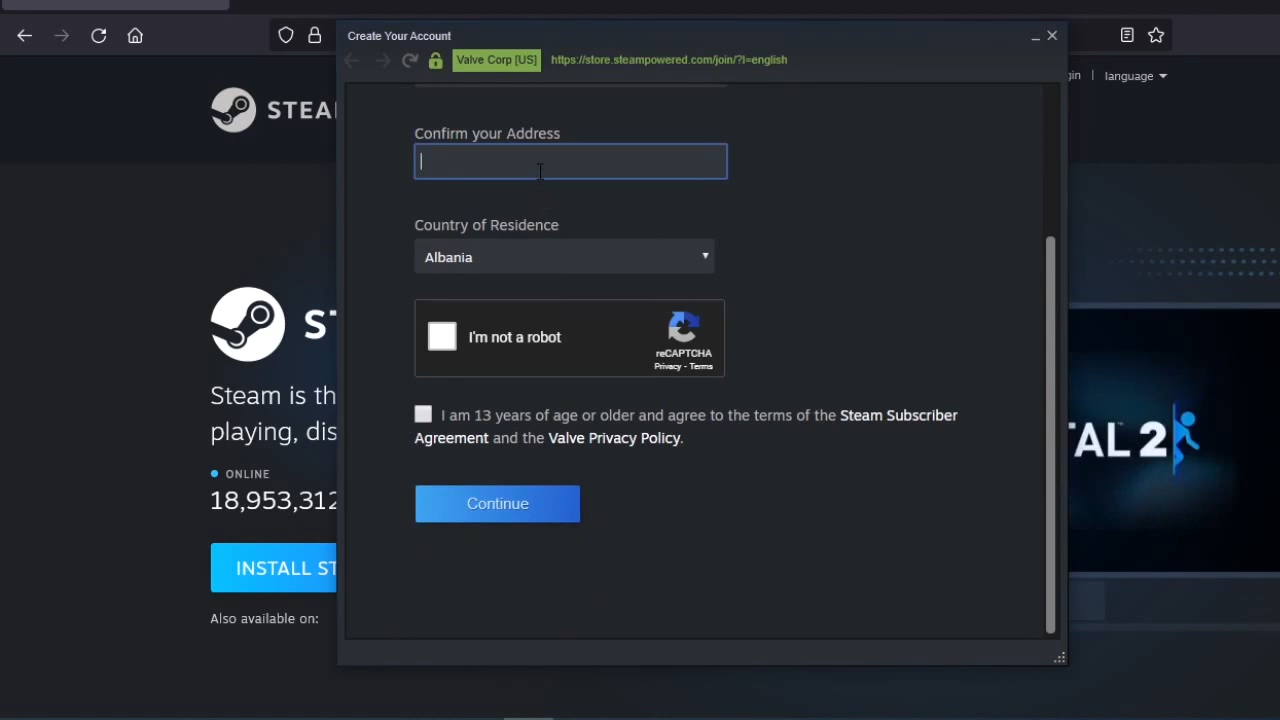 Create Your Account
Valve Corp [US] https://store.steampowered.com/join/?l=english
language
STEA
Confirm your Address
Country of Residence
Albania
I'm not a robot
reCAPTCHA
Privacy - Terms
I am 13 years of age or older and agree to the terms of the Steam Subscriber
Agreement and the Valve Privacy Policy.
Continue
Steam is th
playing, dis
ONLINE
18,953,312
INSTALL ST
Also available on:
TAL 2